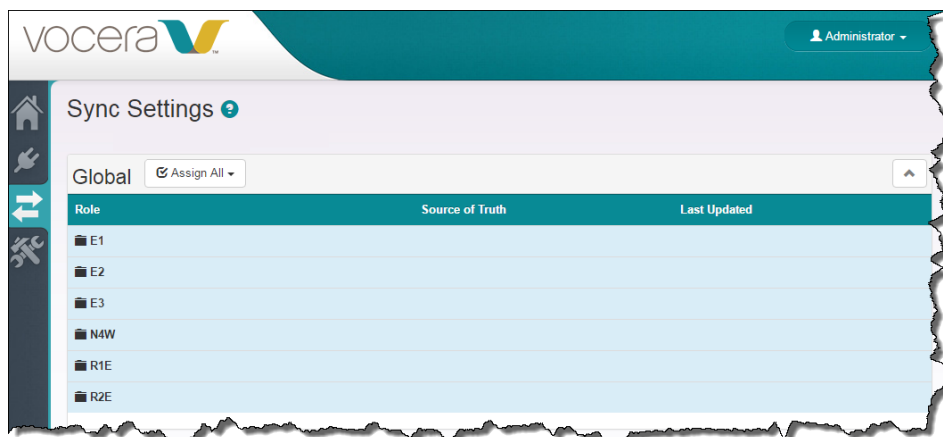 vocera ™
Administrator
Sync Settings ?
Global Assign All
Role Source of Truth Last Updated
E1
E2
E3
N4W
R1E
R2E